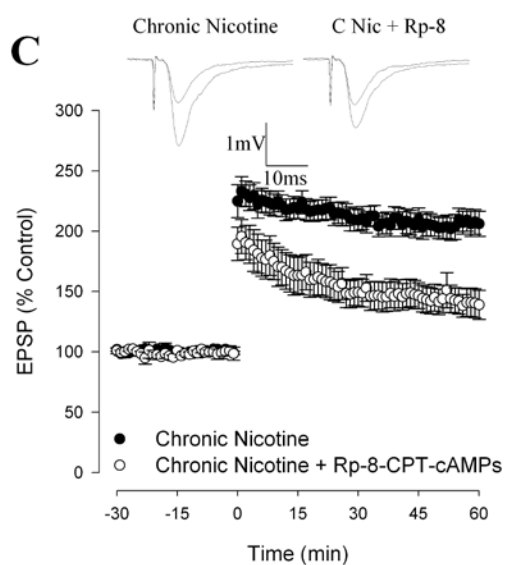 C
Chronic Nicotine
C Nic + Rp-8
1mV
10ms
EPSP (% Control)
300
250
200
150
100
50
0
Chronic Nicotine
Chronic Nicotine + Rp-8-CPT-cAMPs
-30 -15 0 15 30 45 60
Time (min)